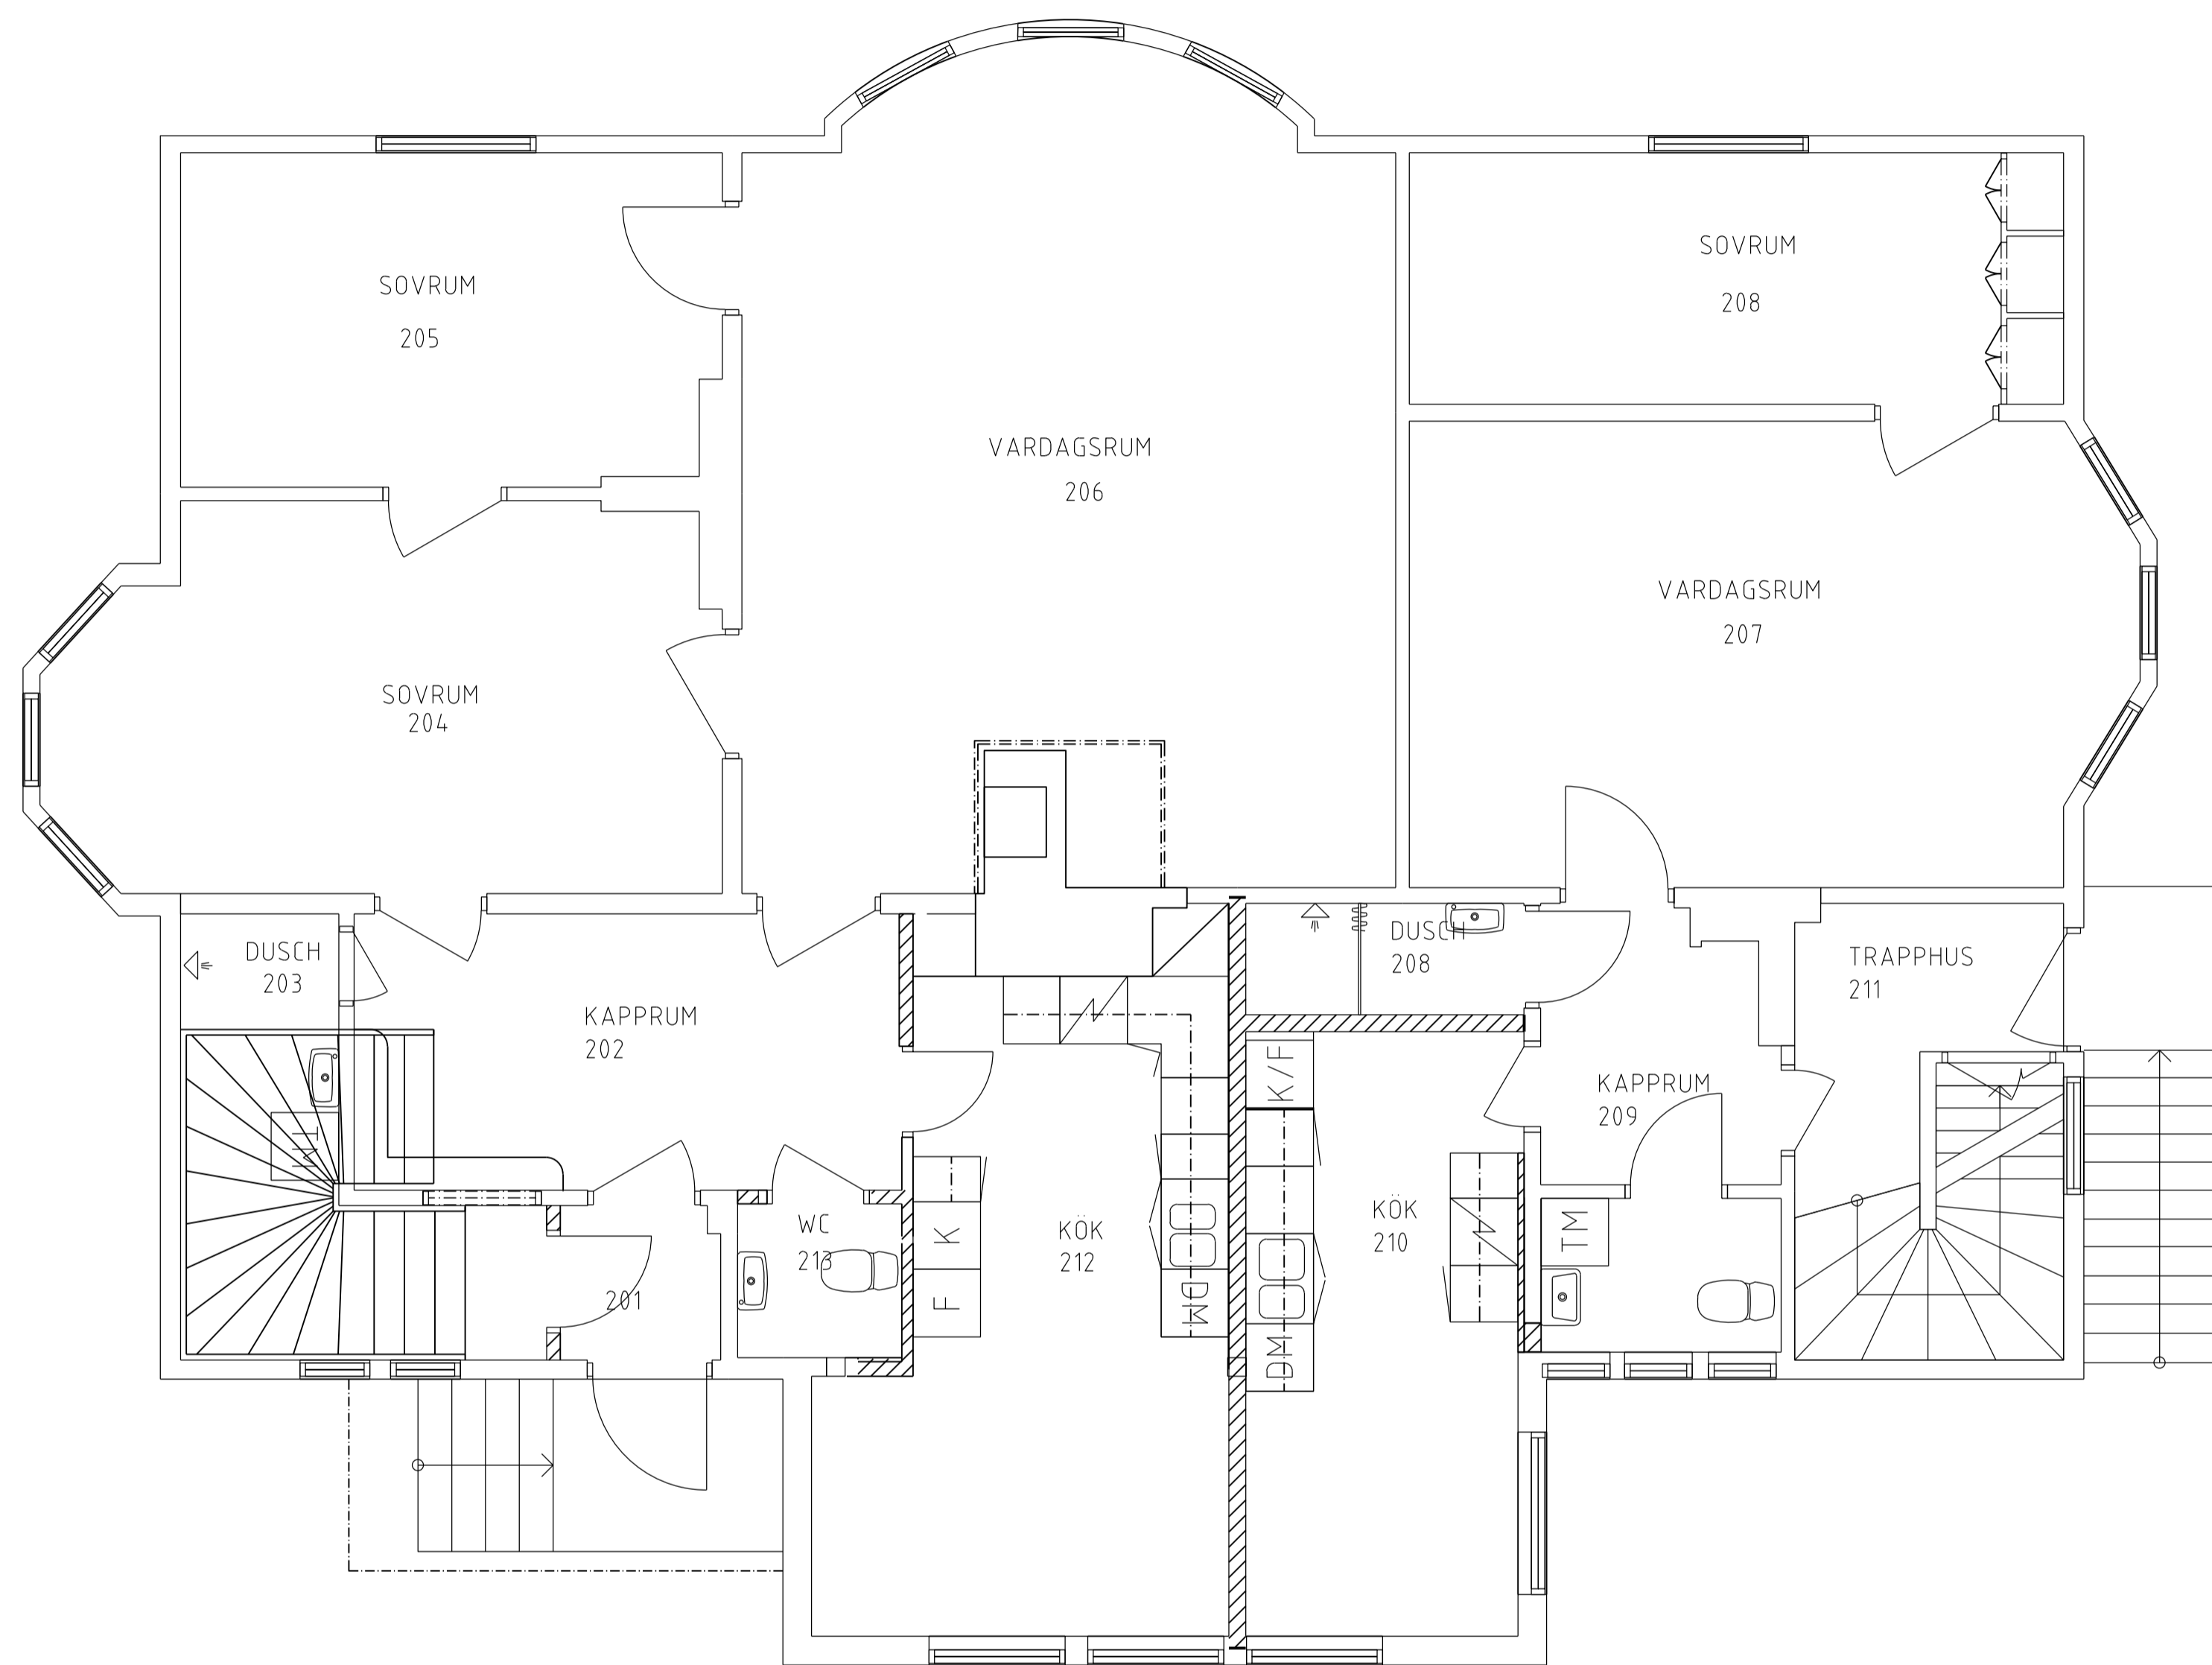 SOVRUM
205
SOVRUM
208
VARDAGSRUM
206
VARDAGSRUM
207
SOVRUM
204
DUSCH
203
DUSCH
208
TRAPPHUS
211
KAPPRUM
202
K/F
KAPPRUM
209
WC
213
K
F
KÖK
212
DM
KÖK
210
DM
TM
201